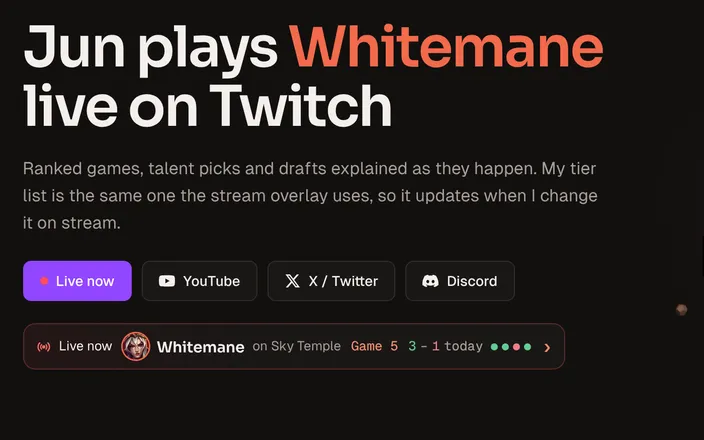 Jun plays Whitemane
live on Twitch
Ranked games, talent picks and drafts explained as they happen. My tier
list is the same one the stream overlay uses, so it updates when I change
it on stream.
Live now YouTube X / Twitter Discord
Live now Whitemane on Sky Temple Game 5 3 – 1 today